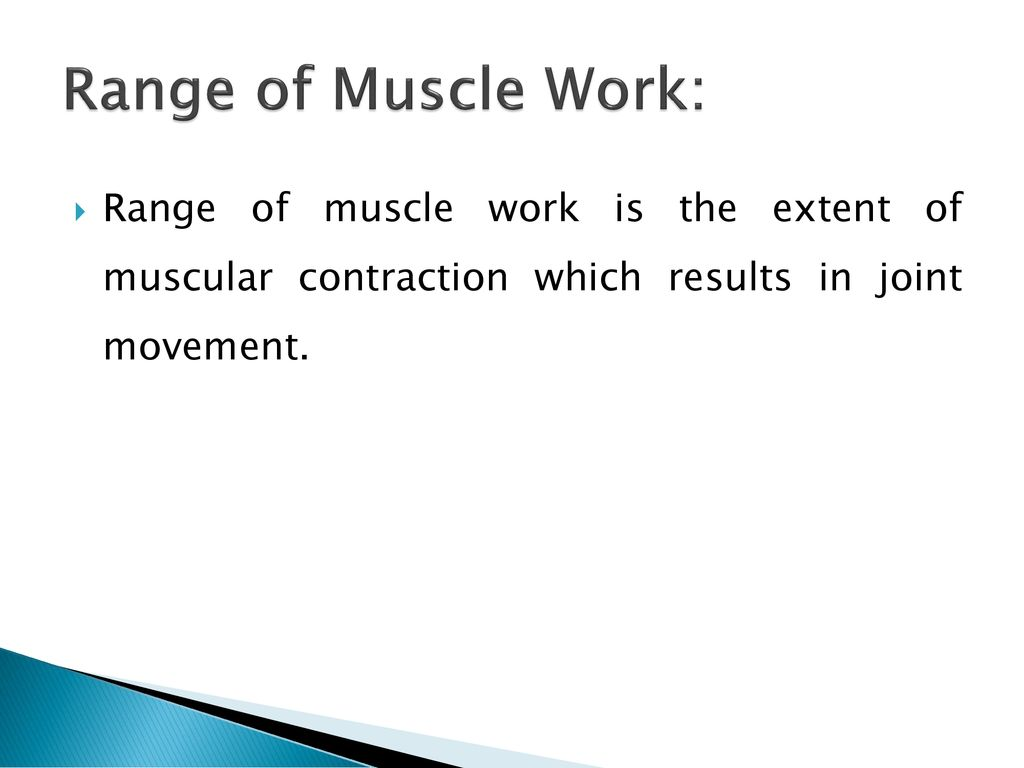 Range of Muscle Work:
Range of muscle work is the extent of
muscular contraction which results in joint
movement.